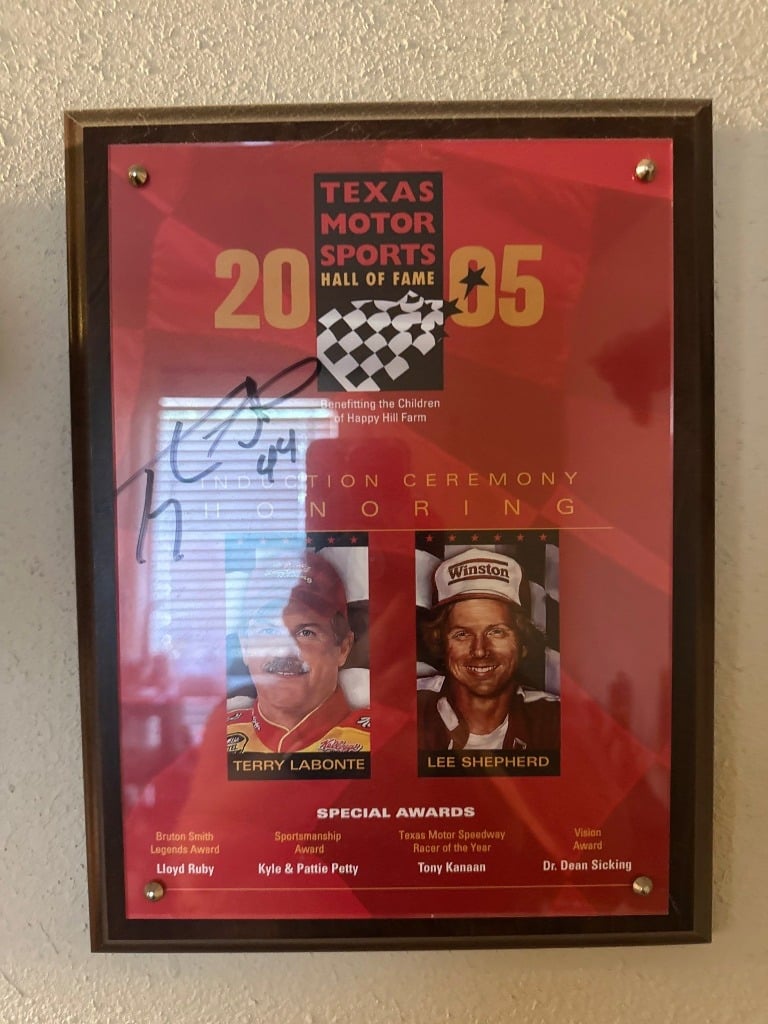 TEXAS
MOTOR
SPORTS
HALL OF FAME
2005
Benefitting the Children
of Happy Hill Farm
44
INDUCTION CEREMONY
HONORING
Winston
TERRY LABONTE
LEE SHEPHERD
SPECIAL AWARDS
Bruton Smith
Legends Award
Lloyd Ruby
Sportsmanship
Award
Kyle & Pattie Petty
Texas Motor Speedway
Racer of the Year
Tony Kanaan
Vision
Award
Dr. Dean Sicking